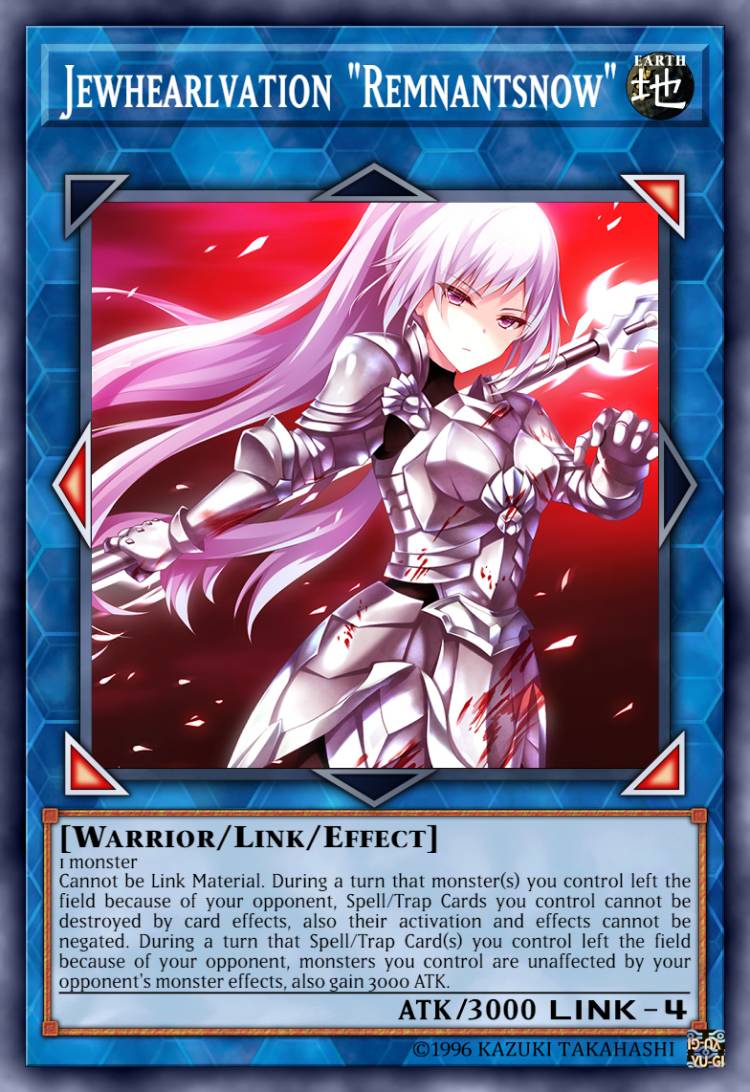 Jewhearlvation "Remnantsnow"
EARTH
地
[Warrior/Link/Effect]
1 monster
Cannot be Link Material. During a turn that monster(s) you control left the
field because of your opponent, Spell/Trap Cards you control cannot be
destroyed by card effects, also their activation and effects cannot be
negated. During a turn that Spell/Trap Card(s) you control left the field
because of your opponent, monsters you control are unaffected by your
opponent's monster effects, also gain 3000 ATK.
ATK/3000 LINK-4
©1996 KAZUKI TAKAHASHI